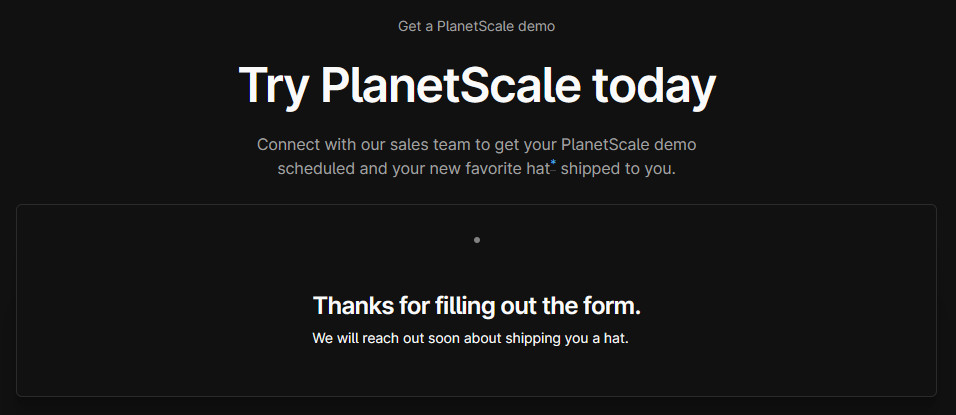 Get a PlanetScale demo
Try PlanetScale today
Connect with our sales team to get your PlanetScale demo
scheduled and your new favorite hat* shipped to you.
Thanks for filling out the form.
We will reach out soon about shipping you a hat.